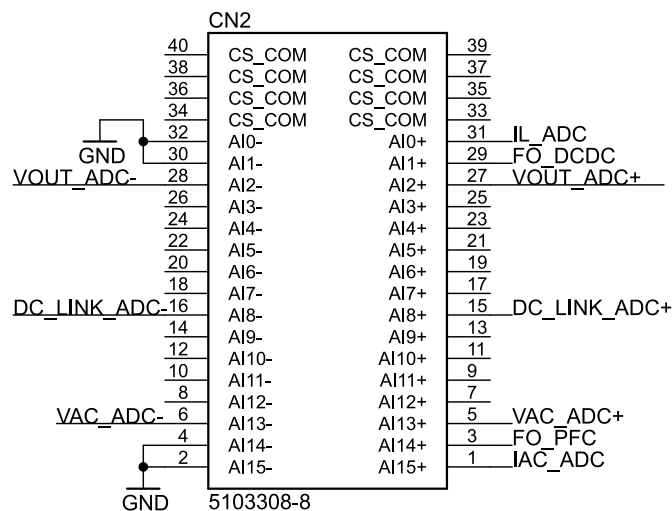 CN2
40 CS_COM CS_COM 39
38 CS_COM CS_COM 37
36 CS_COM CS_COM 35
34 CS_COM CS_COM 33
32 AI0- AI0+ 31 IL_ADC
GND 30 AI1- AI1+ 29 FO_DCDC
VOUT_ADC- 28 AI2- AI2+ 27 VOUT_ADC+
26 AI3- AI3+ 25
24 AI4- AI4+ 23
22 AI5- AI5+ 21
20 AI6- AI6+ 19
18 AI7- AI7+ 17
DC_LINK_ADC- 16 AI8- AI8+ 15 DC_LINK_ADC+
14 AI9- AI9+ 13
12 AI10- AI10+ 11
10 AI11- AI11+ 9
8 AI12- AI12+ 7
VAC_ADC- 6 AI13- AI13+ 5 VAC_ADC+
4 AI14- AI14+ 3 FO_PFC
2 AI15- AI15+ 1 IAC_ADC
GND 5103308-8